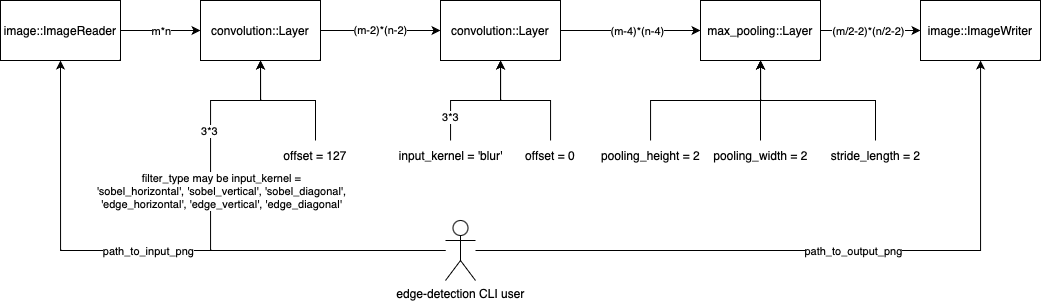 image::ImageReader
m*n
convolution::Layer
(m-2)*(n-2)
convolution::Layer
(m-4)*(n-4)
max_pooling::Layer
(m/2-2)*(n/2-2)
image::ImageWriter
3*3
offset = 127
filter_type may be input_kernel =
'sobel_horizontal', 'sobel_vertical', 'sobel_diagonal',
'edge_horizontal', 'edge_vertical', 'edge_diagonal'
3*3
input_kernel = 'blur'
offset = 0
pooling_height = 2
pooling_width = 2
stride_length = 2
path_to_input_png
path_to_output_png
edge-detection CLI user